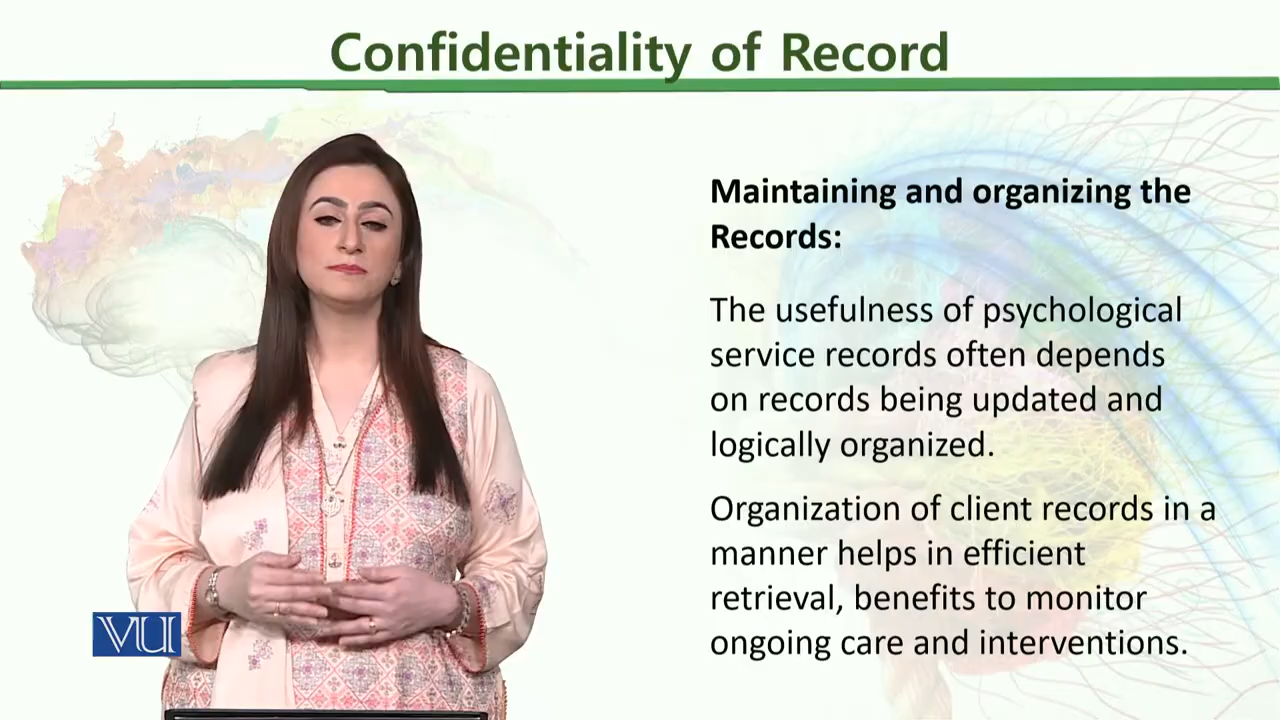 Confidentiality of Record
Maintaining and organizing the
Records:
The usefulness of psychological
service records often depends
on records being updated and
logically organized.
Organization of client records in a
manner helps in efficient
retrieval, benefits to monitor
ongoing care and interventions.
VU